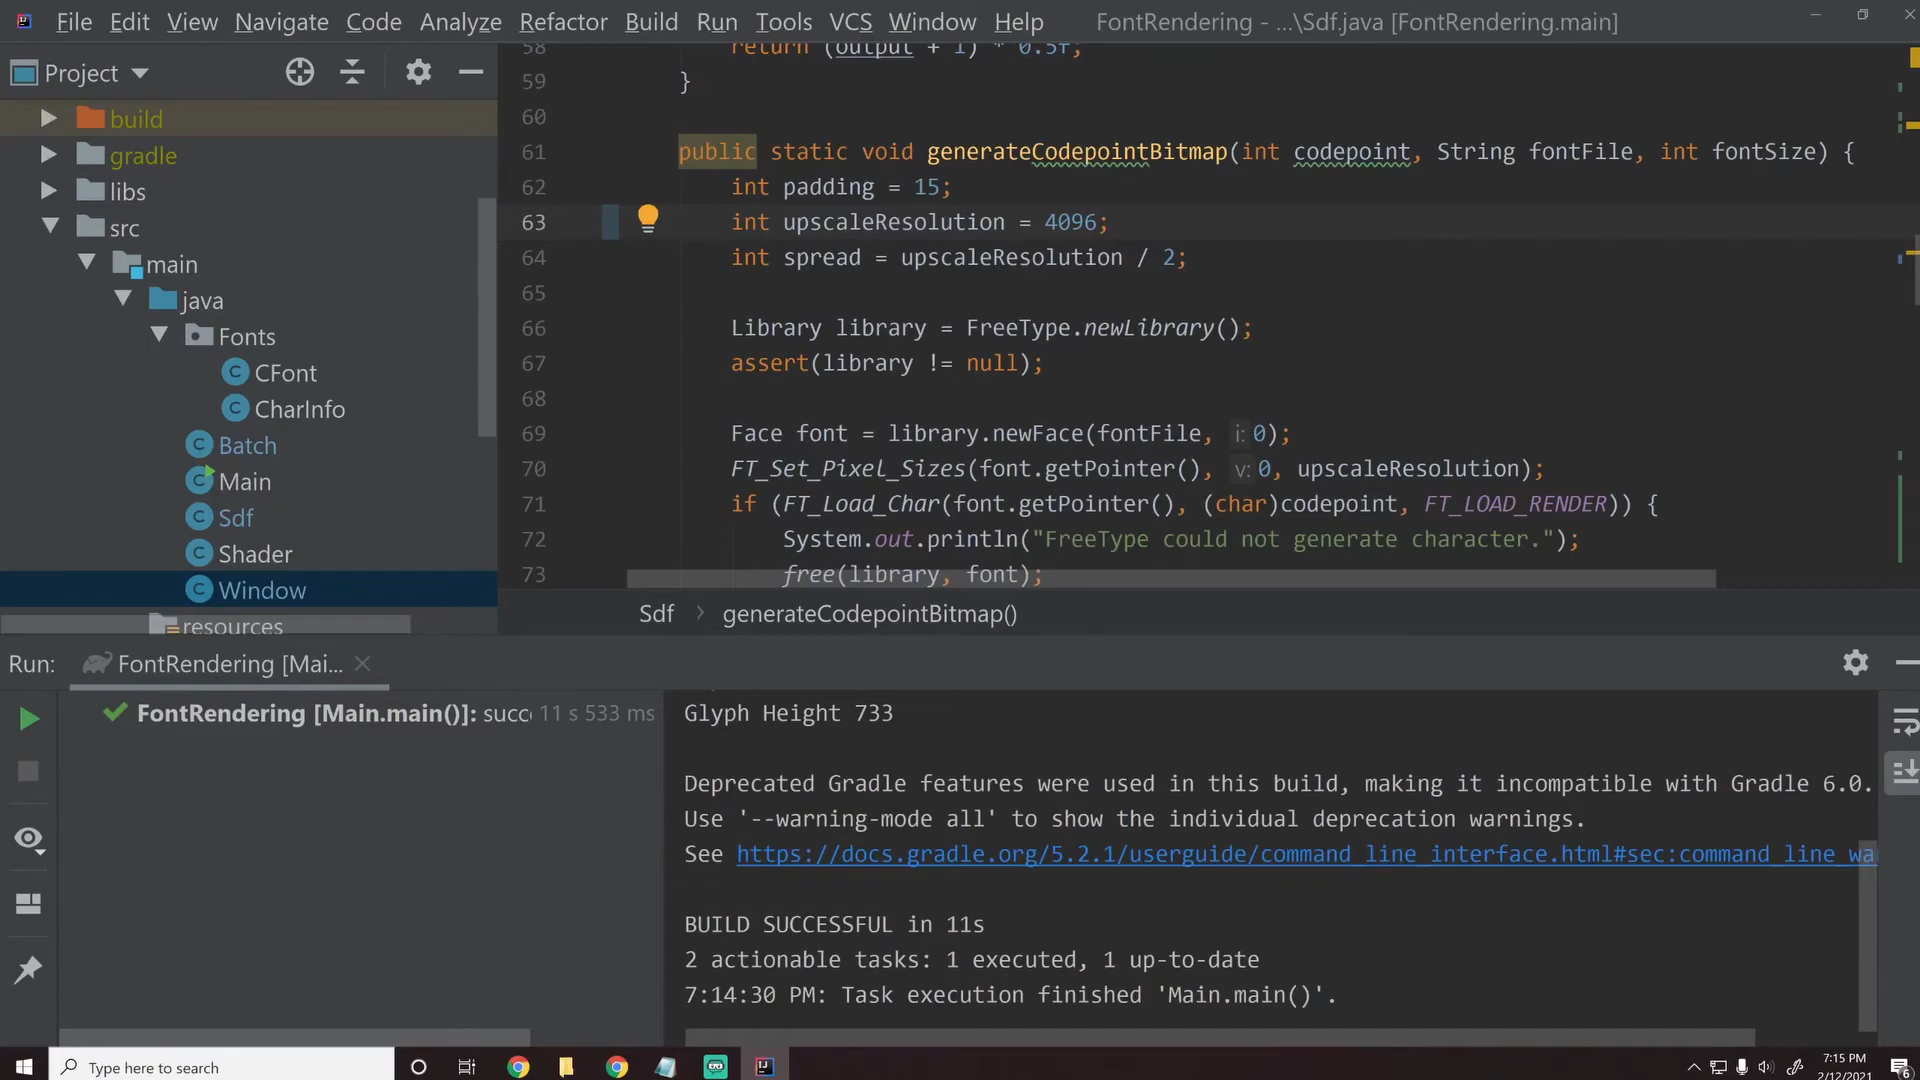 File Edit View Navigate Code Analyze Refactor Build Run Tools VCS Window Help FontRendering - ...\Sdf.java [FontRendering.main]
Project
build
gradle
libs
src
main
java
Fonts
CFont
CharInfo
Batch
Main
Sdf
Shader
Window
resources
58 return (output + 1) * 0.5f;
59 }
60
61 public static void generateCodepointBitmap(int codepoint, String fontFile, int fontSize) {
62 int padding = 15;
63 int upscaleResolution = 4096;
64 int spread = upscaleResolution / 2;
65
66 Library library = FreeType.newLibrary();
67 assert(library != null);
68
69 Face font = library.newFace(fontFile, i: 0);
70 FT_Set_Pixel_Sizes(font.getPointer(), v: 0, upscaleResolution);
71 if (FT_Load_Char(font.getPointer(), (char)codepoint, FT_LOAD_RENDER)) {
72 System.out.println("FreeType could not generate character.");
73 free(library, font);
Sdf > generateCodepointBitmap()
Run: FontRendering [Mai...
FontRendering [Main.main()]: succ 11 s 533 ms
Glyph Height 733
Deprecated Gradle features were used in this build, making it incompatible with Gradle 6.0.
Use '--warning-mode all' to show the individual deprecation warnings.
See https://docs.gradle.org/5.2.1/userguide/command_line_interface.html#sec:command_line_wa
BUILD SUCCESSFUL in 11s
2 actionable tasks: 1 executed, 1 up-to-date
7:14:30 PM: Task execution finished 'Main.main()'.
Type here to search
7:15 PM
2/12/2021
6